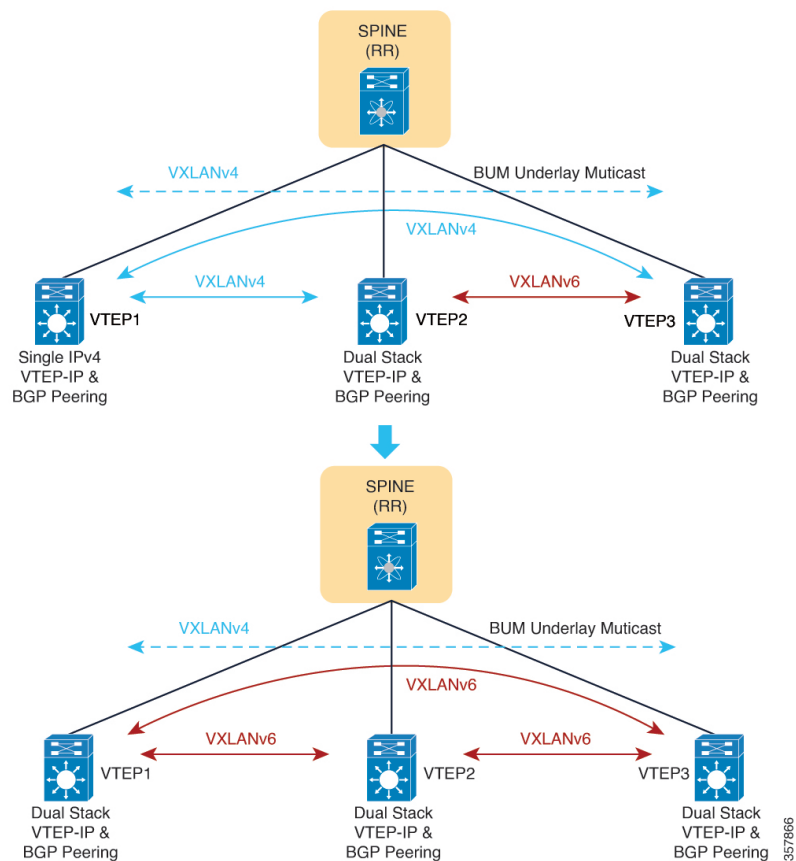 SPINE
(RR)
VXLANv4
BUM Underlay Muticast
VXLANv4
VXLANv4
VXLANv6
VTEP1
VTEP2
VTEP3
Single IPv4
VTEP-IP &
BGP Peering
Dual Stack
VTEP-IP &
BGP Peering
Dual Stack
VTEP-IP &
BGP Peering
SPINE
(RR)
VXLANv4
BUM Underlay Muticast
VXLANv6
VXLANv6
VXLANv6
VTEP1
VTEP2
VTEP3
Dual Stack
VTEP-IP &
BGP Peering
Dual Stack
VTEP-IP &
BGP Peering
Dual Stack
VTEP-IP &
BGP Peering
357866